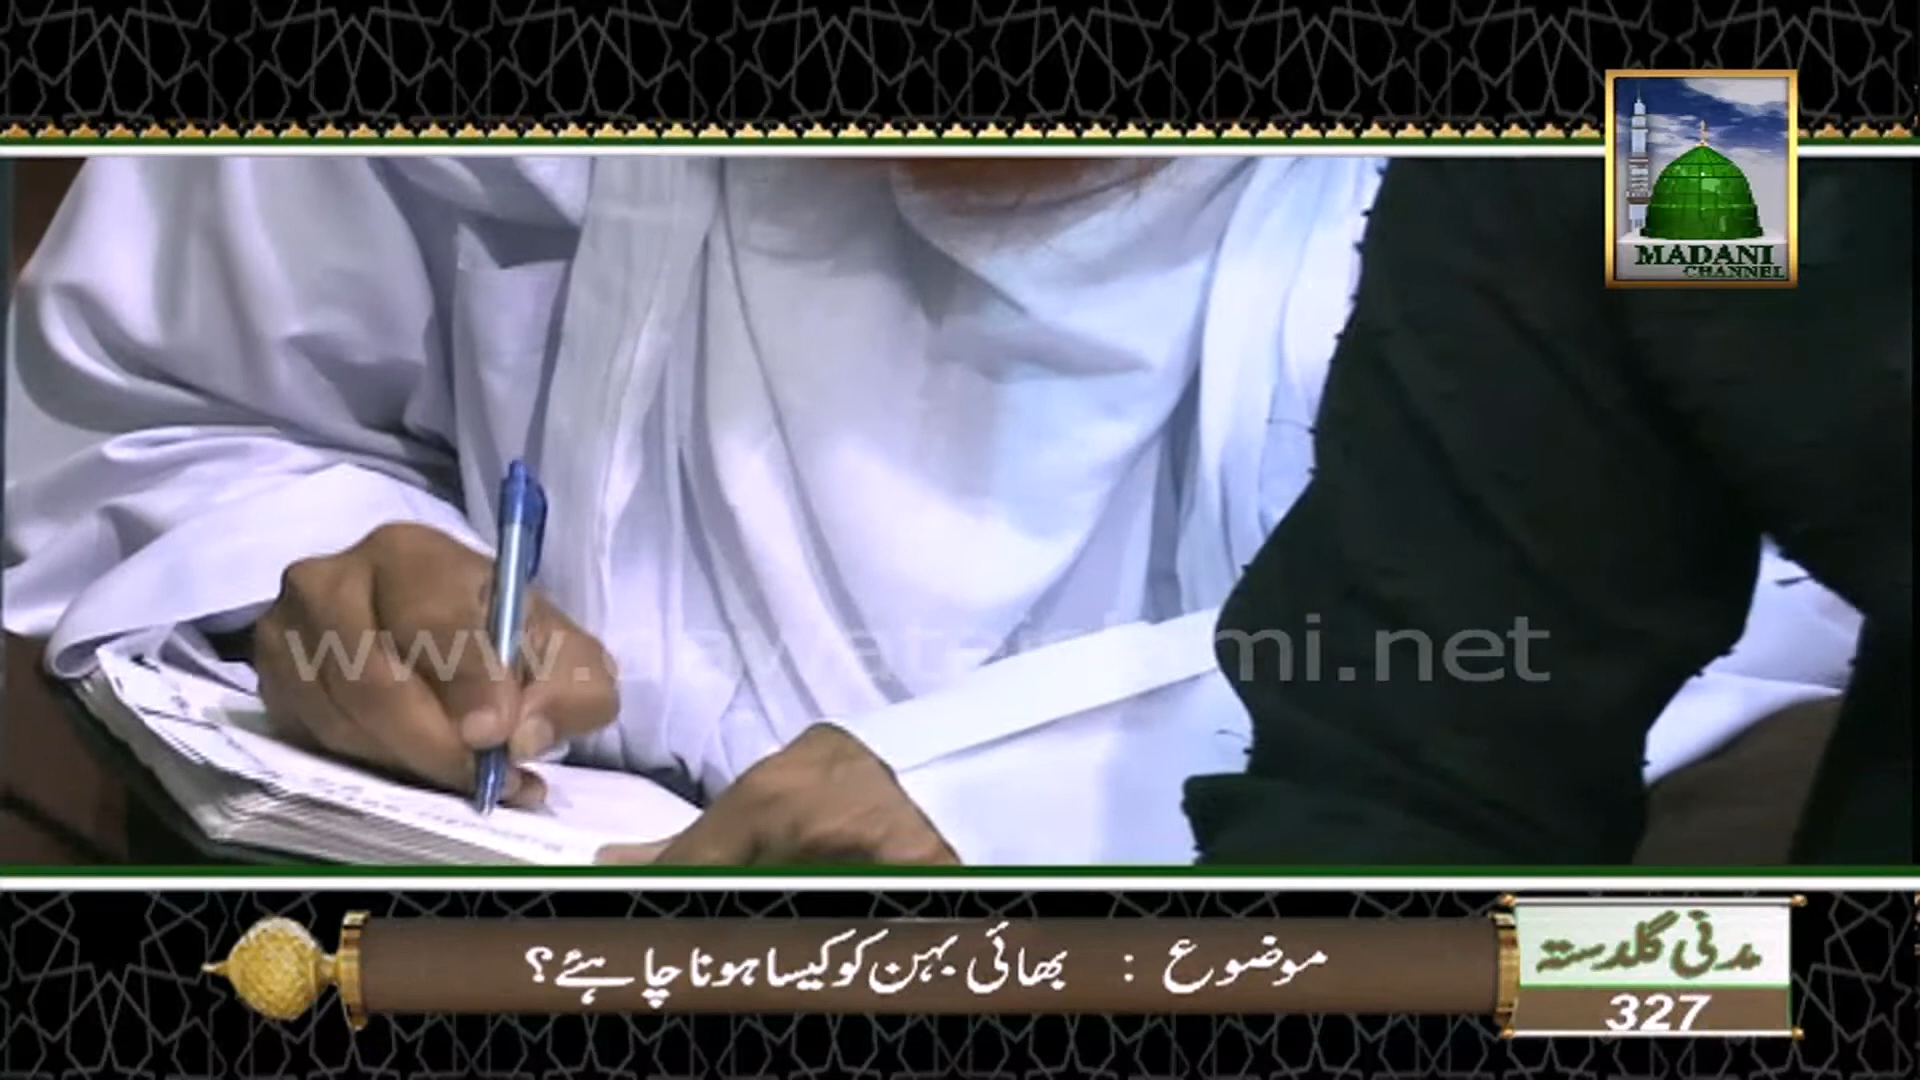 MADANI
CHANNEL
www.dawateislami.net
موضوع : بھائی بہن کو کیسا ہونا چاہئے؟
مدنی گلدستہ
327